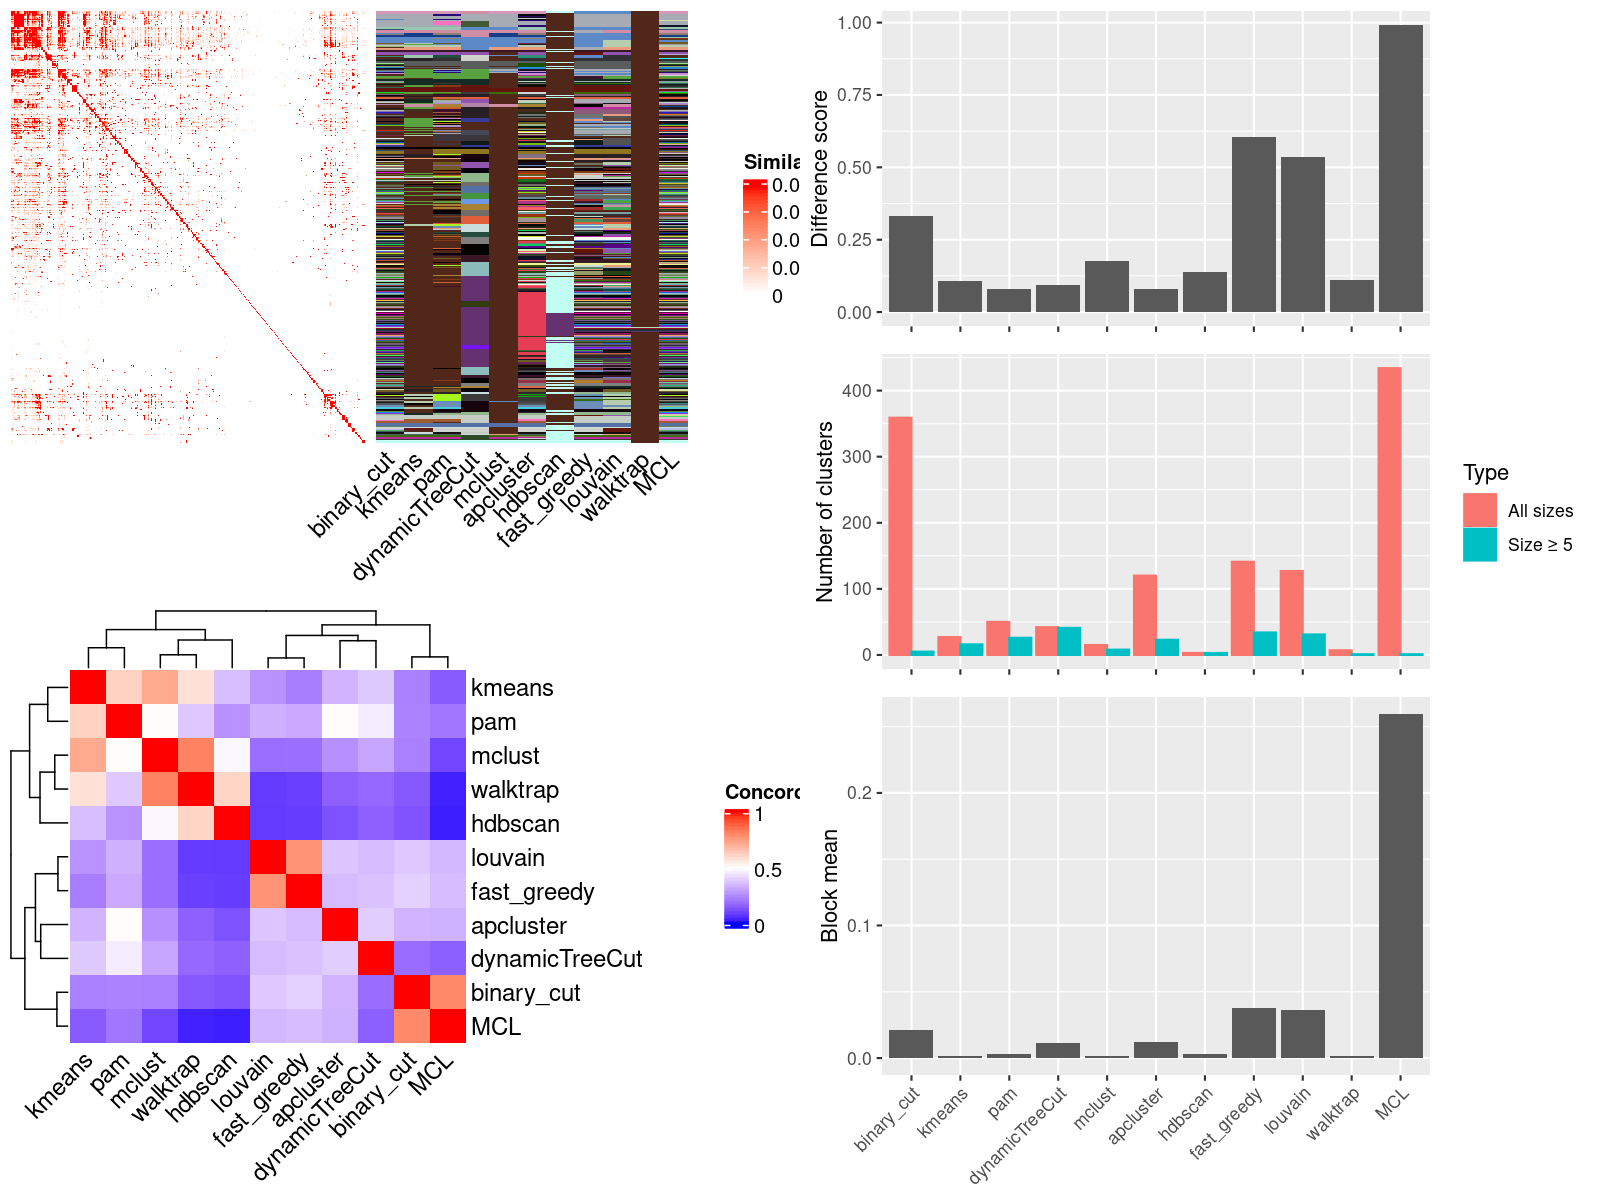 Simila
0.0
0.0
0.0
0.0
0
binary_cut
kmeans
pam
dynamicTreeCut
mclust
apcluster
hdbscan
fast_greedy
louvain
walktrap
MCL
kmeans
pam
mclust
walktrap
hdbscan
louvain
fast_greedy
apcluster
dynamicTreeCut
binary_cut
MCL
kmeans
pam
mclust
walktrap
hdbscan
louvain
fast_greedy
apcluster
dynamicTreeCut
binary_cut
MCL
Concord
1
0.5
0
Difference score
1.00
0.75
0.50
0.25
0.00
Number of clusters
400
300
200
100
0
Type
All sizes
Size ≥ 5
Block mean
0.2
0.1
0.0
binary_cut
kmeans
pam
dynamicTreeCut
mclust
apcluster
hdbscan
fast_greedy
louvain
walktrap
MCL